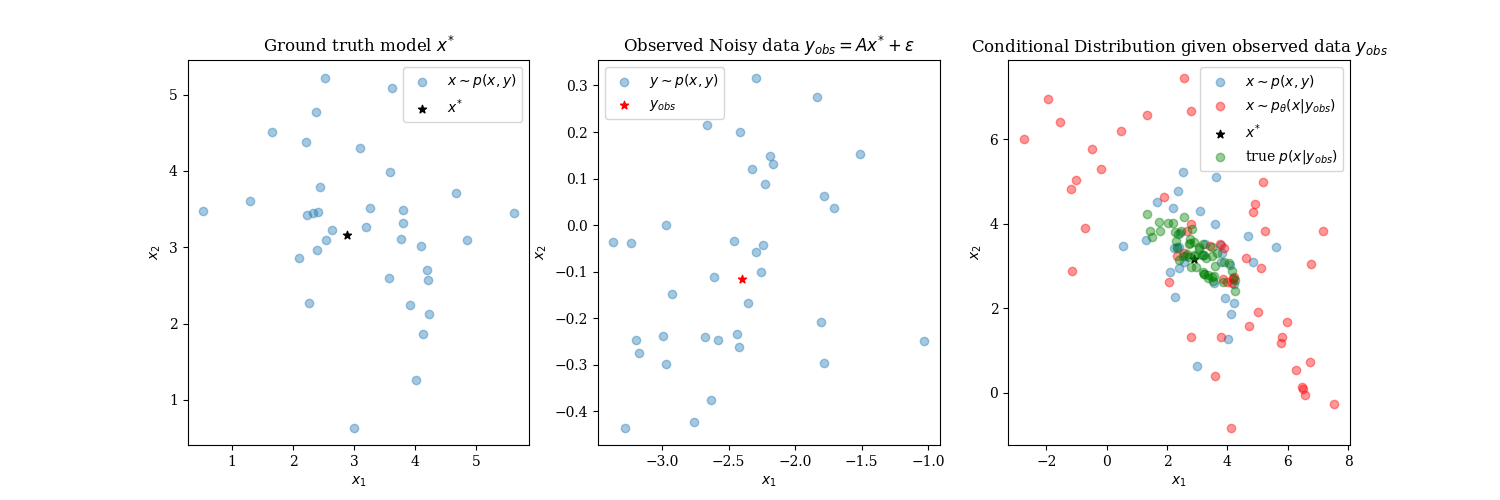 Ground truth model x*
x ~ p(x, y)
x*
5
4
3
2
1
x₂
1
2
3
4
5
x₁
Observed Noisy data y_obs = Ax* + ε
y ~ p(x, y)
y_obs
0.3
0.2
0.1
0.0
−0.1
−0.2
−0.3
−0.4
x₂
−3.0
−2.5
−2.0
−1.5
−1.0
x₁
Conditional Distribution given observed data y_obs
x ~ p(x, y)
x ~ p_θ(x|y_obs)
x*
true p(x|y_obs)
6
4
2
0
x₂
−2
0
2
4
6
8
x₁